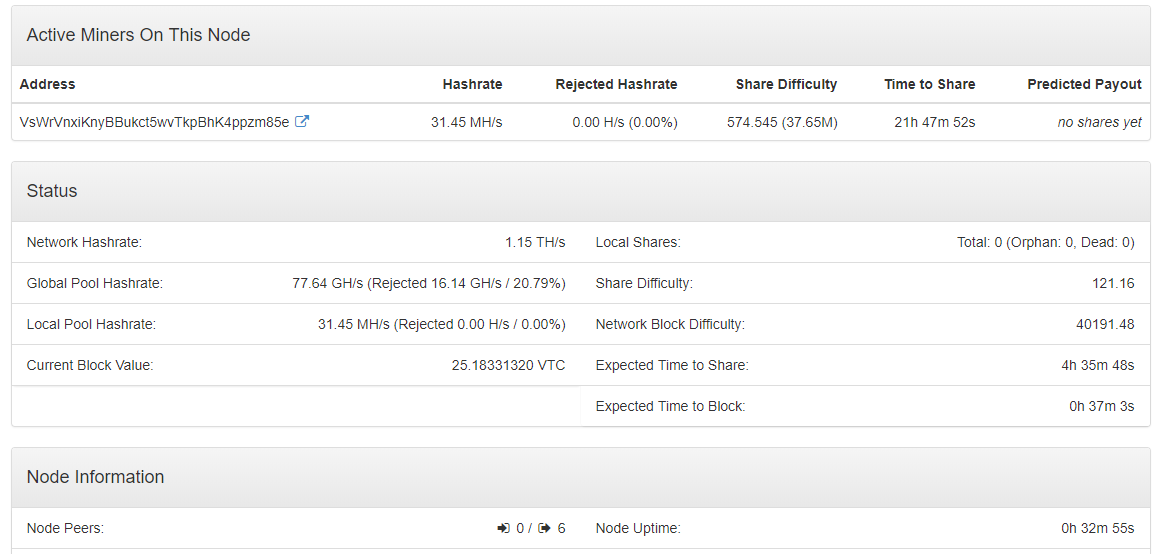 Active Miners On This Node
Address Hashrate Rejected Hashrate Share Difficulty Time to Share Predicted Payout
VsWrVnxiKnyBBukct5wvTkpBhK4ppzm85e 31.45 MH/s 0.00 H/s (0.00%) 574.545 (37.65M) 21h 47m 52s no shares yet
Status
Network Hashrate: 1.15 TH/s Local Shares: Total: 0 (Orphan: 0, Dead: 0)
Global Pool Hashrate: 77.64 GH/s (Rejected 16.14 GH/s / 20.79%) Share Difficulty: 121.16
Local Pool Hashrate: 31.45 MH/s (Rejected 0.00 H/s / 0.00%) Network Block Difficulty: 40191.48
Current Block Value: 25.18331320 VTC Expected Time to Share: 4h 35m 48s
Expected Time to Block: 0h 37m 3s
Node Information
Node Peers: 0 / 6 Node Uptime: 0h 32m 55s